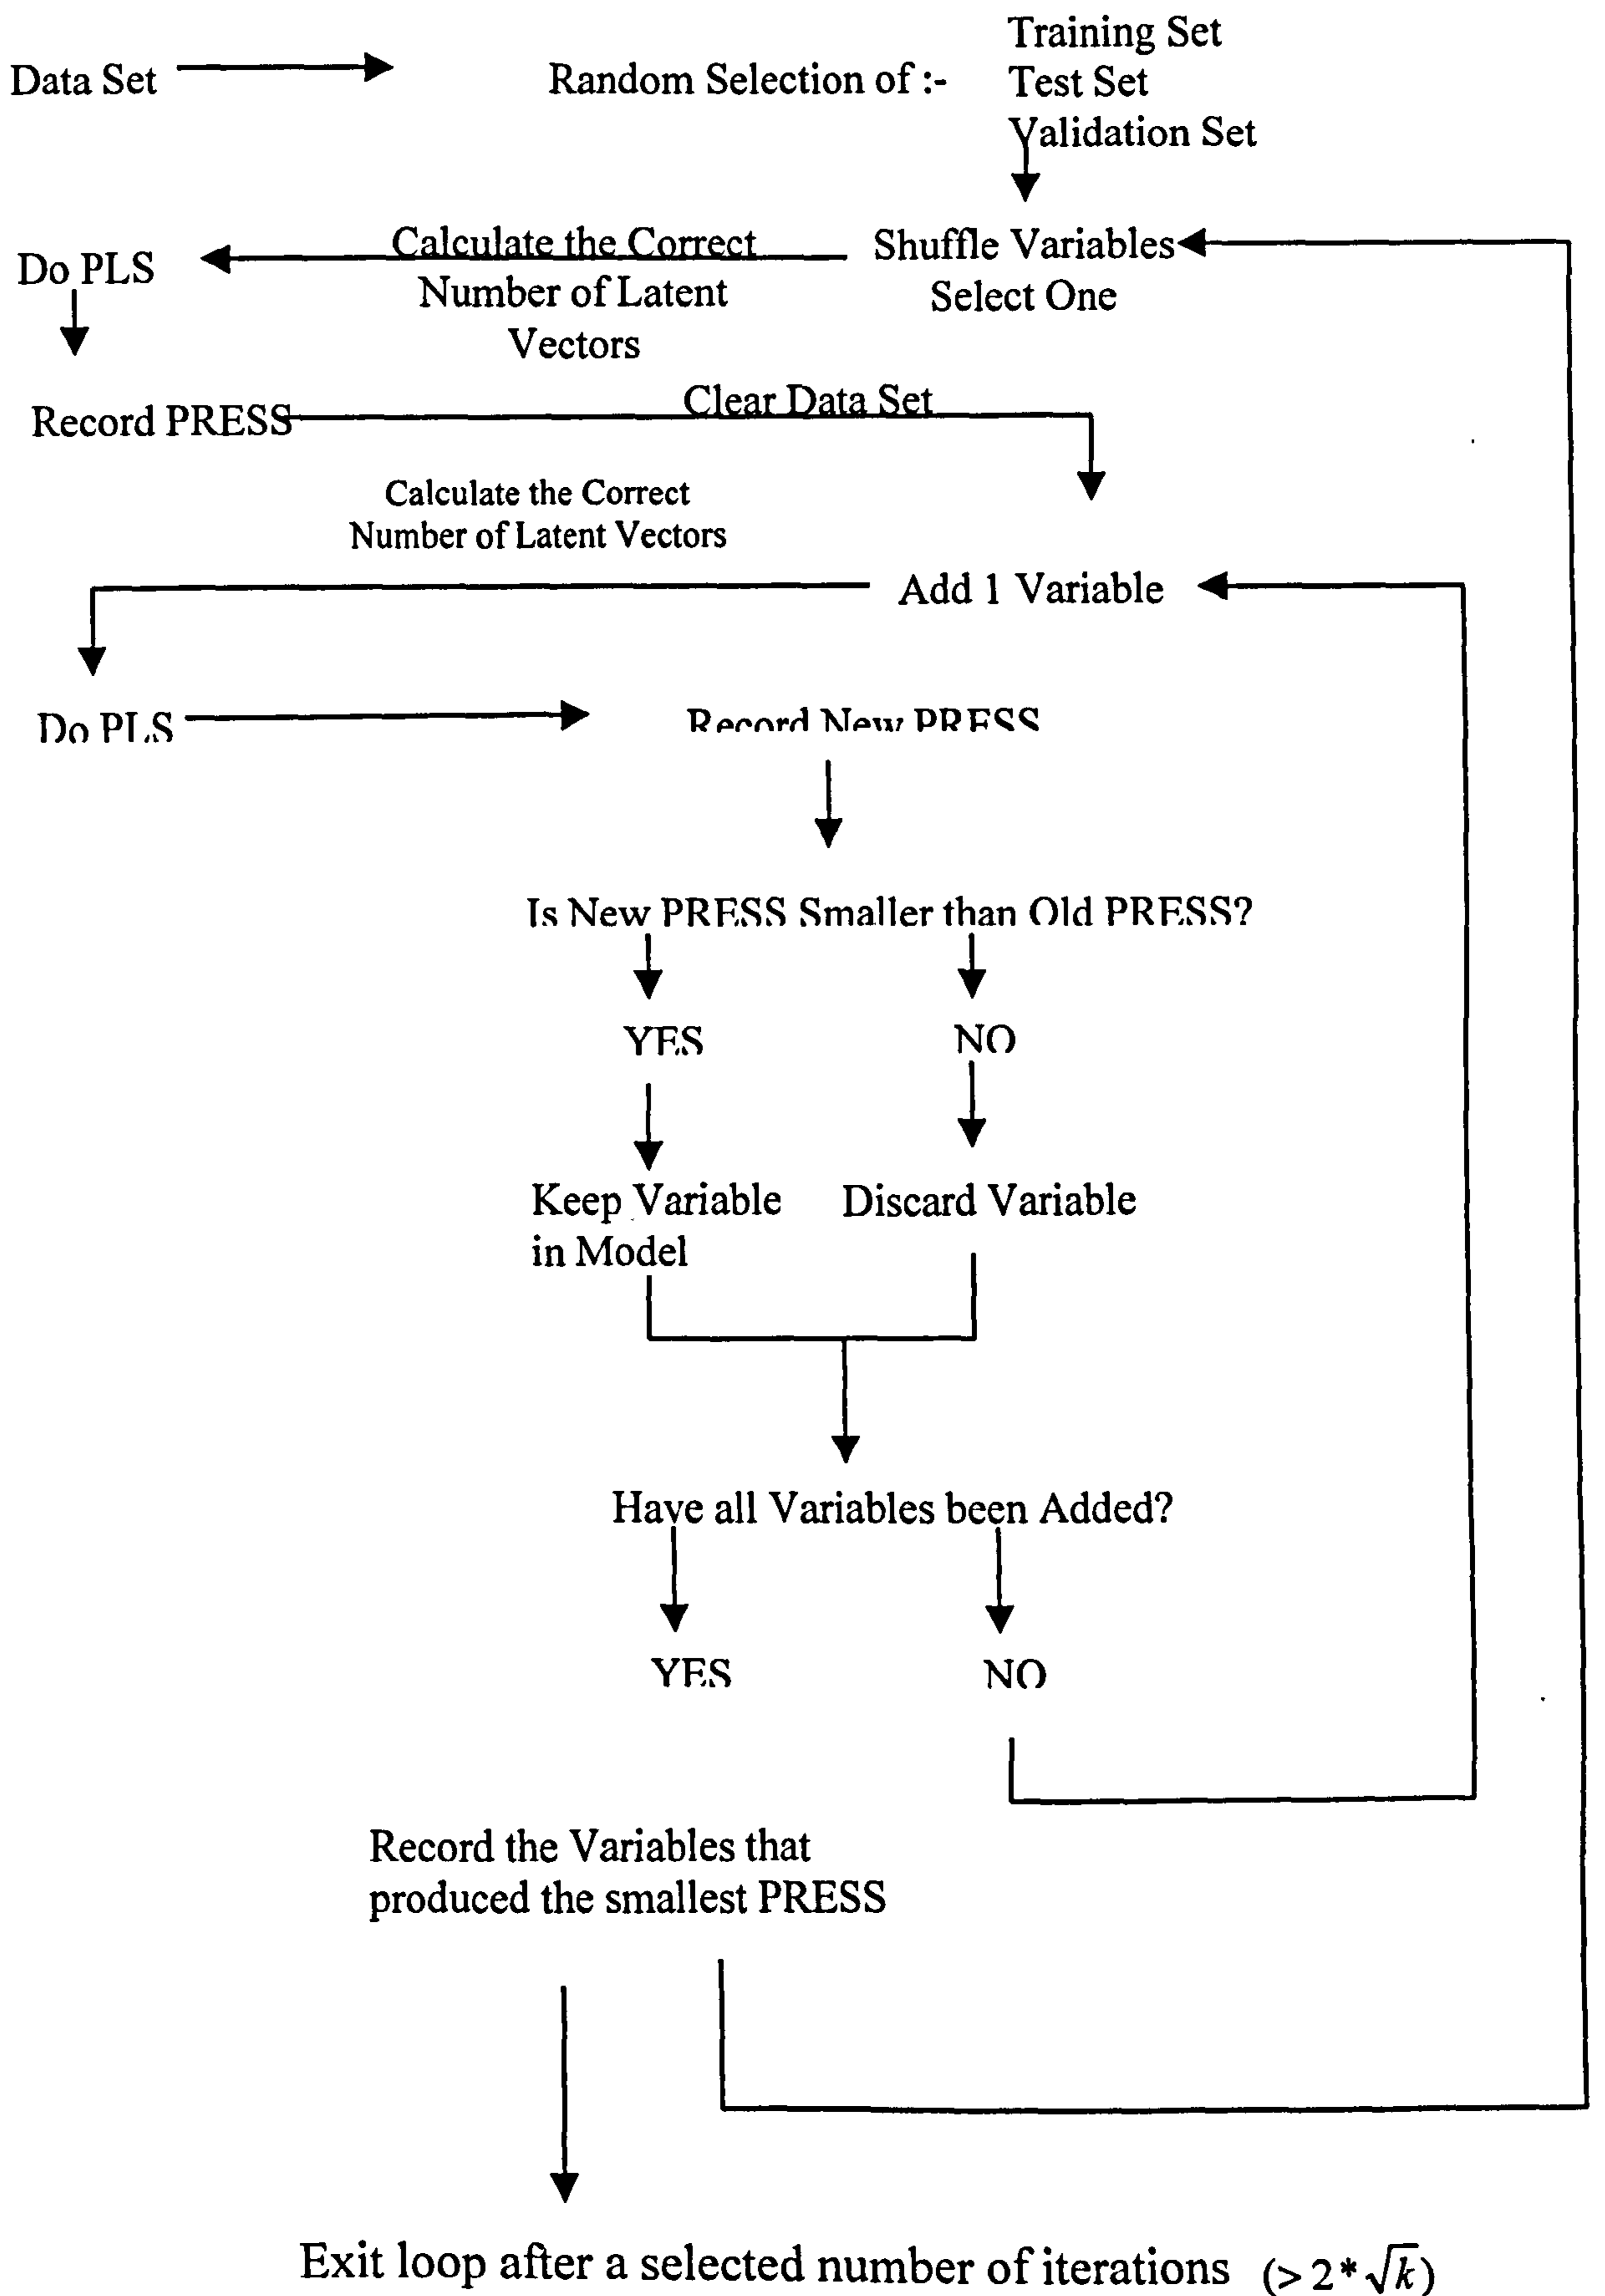 Training Set
Data Set
Random Selection of :-
Test Set
Validation Set
Do PLS
Calculate the Correct
Number of Latent
Vectors
Shuffle Variables
Select One
Record PRESS
Clear Data Set
Calculate the Correct
Number of Latent Vectors
Add 1 Variable
Do PLS
Record New PRESS
Is New PRESS Smaller than Old PRESS?
YES
NO
Keep Variable
in Model
Discard Variable
Have all Variables been Added?
YES
NO
Record the Variables that
produced the smallest PRESS
Exit loop after a selected number of iterations (> 2 * √k)